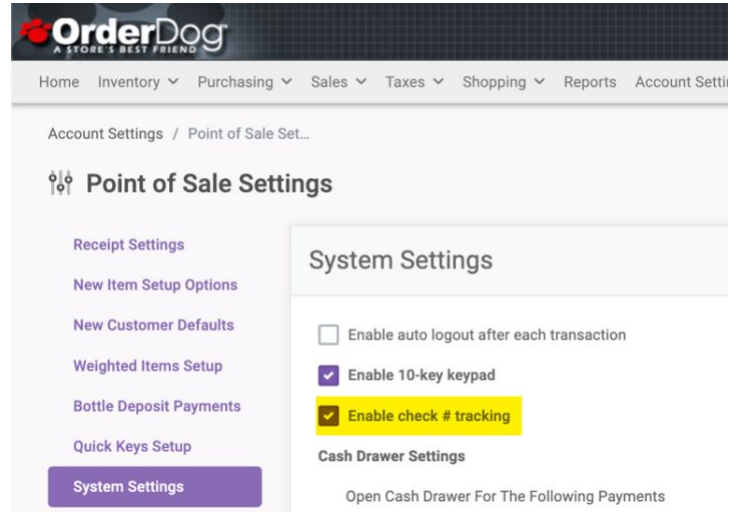 OrderDog
A STORE'S BEST FRIEND
Home Inventory Purchasing Sales Taxes Shopping Reports Account Setti
Account Settings / Point of Sale Set...
Point of Sale Settings
Receipt Settings
New Item Setup Options
New Customer Defaults
Weighted Items Setup
Bottle Deposit Payments
Quick Keys Setup
System Settings
System Settings
Enable auto logout after each transaction
Enable 10-key keypad
Enable check # tracking
Cash Drawer Settings
Open Cash Drawer For The Following Payments